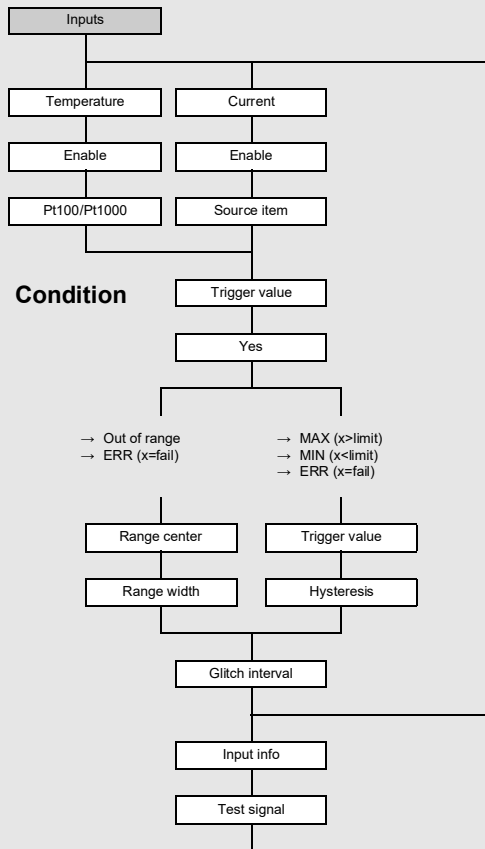 Inputs
Temperature
Current
Enable
Enable
Pt100/Pt1000
Source item
Condition
Trigger value
Yes
→ Out of range
→ ERR (x=fail)
→ MAX (x>limit)
→ MIN (x<limit)
→ ERR (x=fail)
Range center
Trigger value
Range width
Hysteresis
Glitch interval
Input info
Test signal